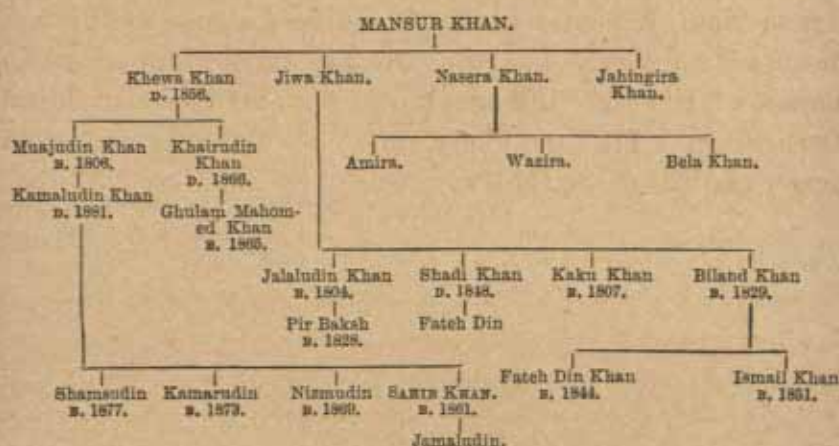 MANSUR KHAN.
Khewa Khan Jiwa Khan. Nasera Khan. Jahingira
D. 1856. Khan.
Muajudin Khan Khairudin
B. 1806. Khan
D. 1866.
Amira. Wazira. Bela Khan.
Kamaludin Khan
D. 1881.
Ghulam Mahom-
ed Khan
B. 1865.
Jalaludin Khan Shadi Khan Kaku Khan Biland Khan
B. 1804. D. 1848. B. 1807. B. 1829.
Pir Baksh Fateh Din
B. 1828.
Shamsudin Kamarudin Nizmudin SAHIB KHAN. Fateh Din Khan Ismail Khan
B. 1877. B. 1873. B. 1869. B. 1861. B. 1844. B. 1851.
Jamaludin.